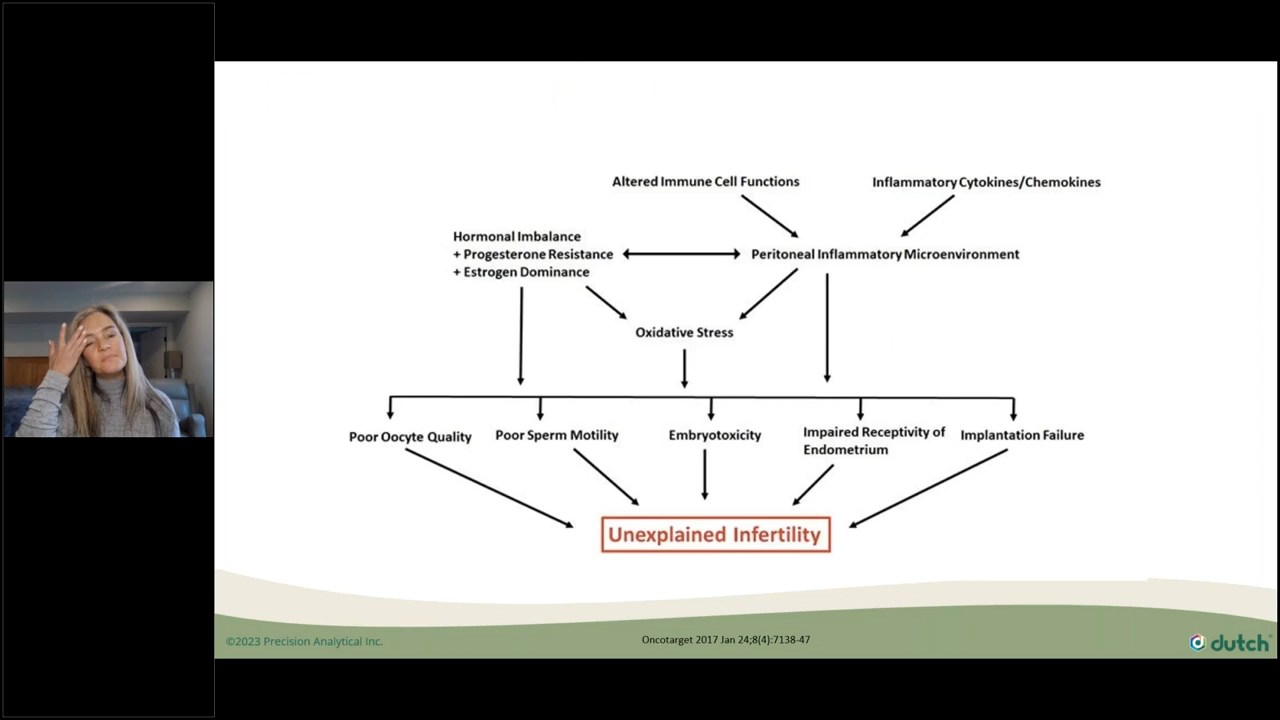 Altered Immune Cell Functions
Inflammatory Cytokines/Chemokines
Hormonal Imbalance
+ Progesterone Resistance
+ Estrogen Dominance
Peritoneal Inflammatory Microenvironment
Oxidative Stress
Poor Oocyte Quality
Poor Sperm Motility
Embryotoxicity
Impaired Receptivity of
Endometrium
Implantation Failure
Unexplained Infertility
©2023 Precision Analytical Inc.
Oncotarget 2017 Jan 24;8(4):7138-47
dutch